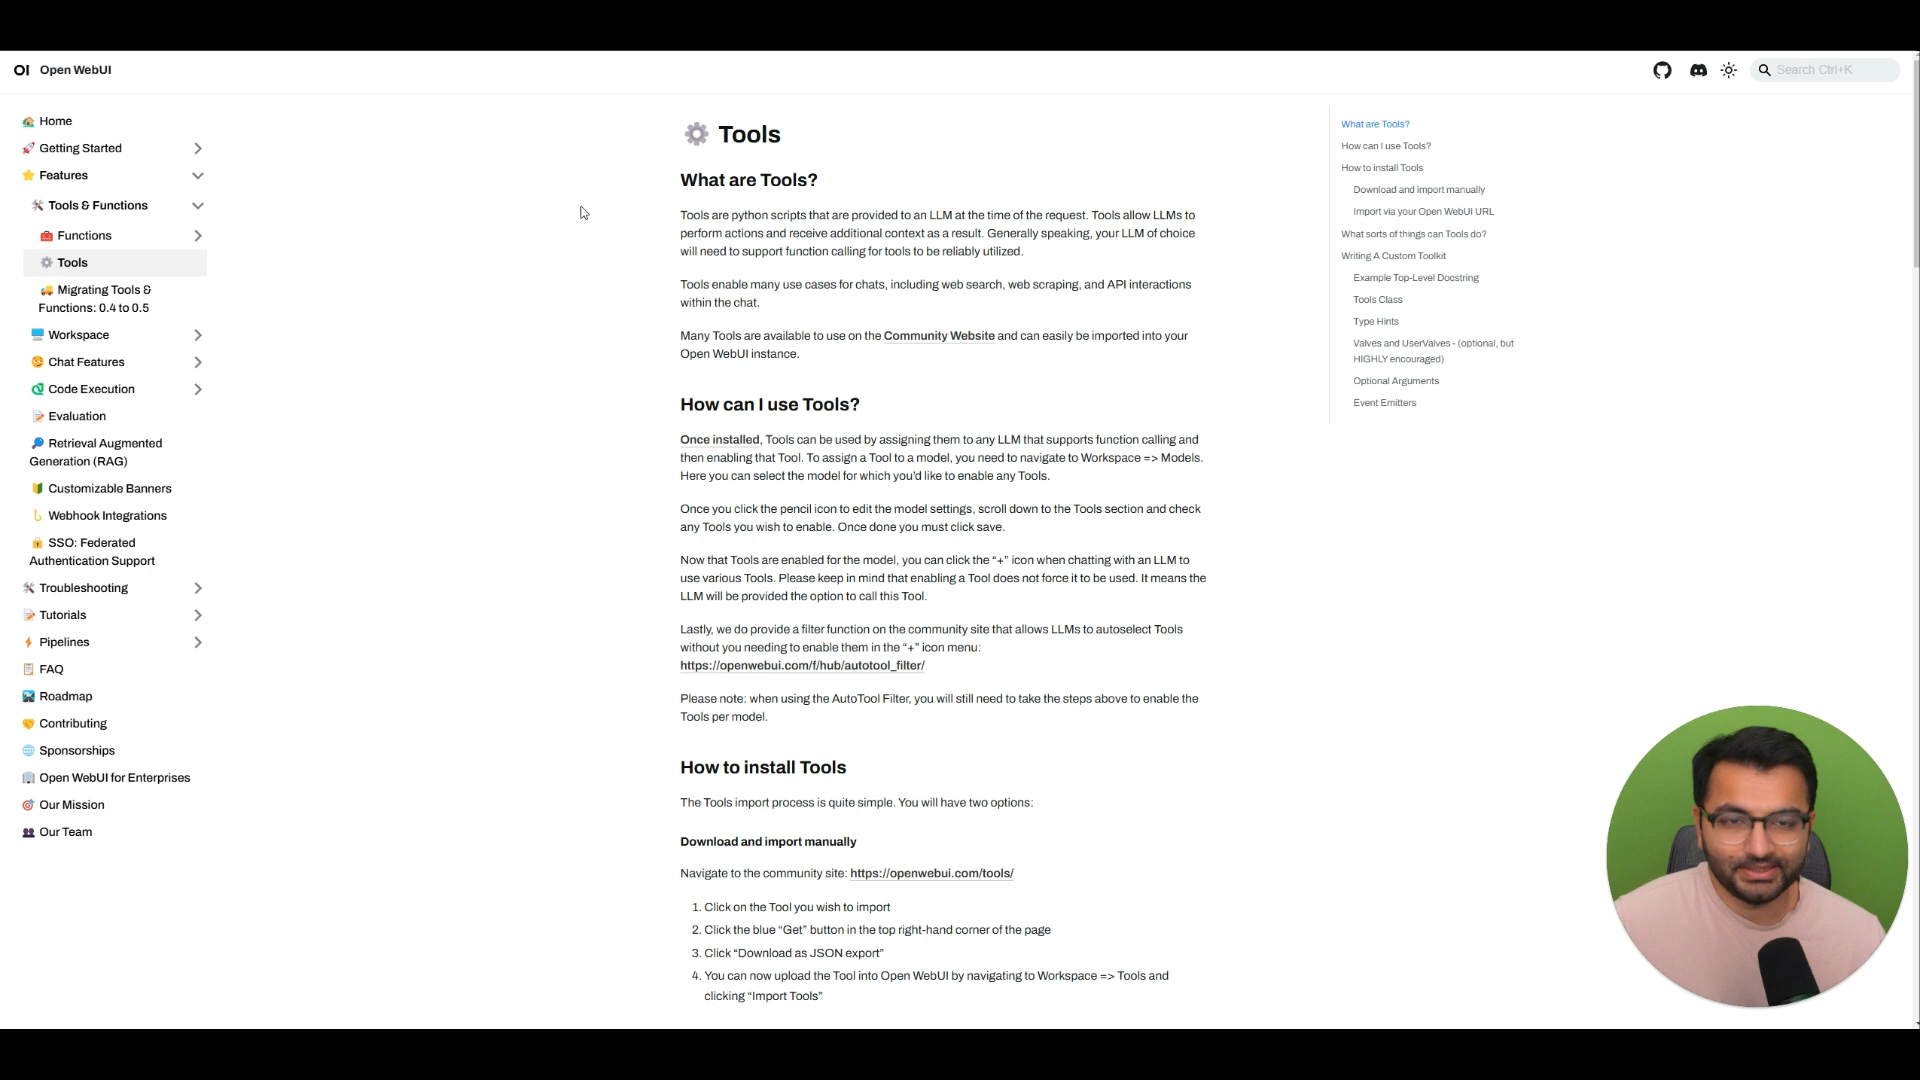 Open WebUI
Search Ctrl+K
Home
Getting Started
Features
Tools & Functions
Functions
Tools
Migrating Tools &
Functions: 0.4 to 0.5
Workspace
Chat Features
Code Execution
Evaluation
Retrieval Augmented
Generation (RAG)
Customizable Banners
Webhook Integrations
SSO: Federated
Authentication Support
Troubleshooting
Tutorials
Pipelines
FAQ
Roadmap
Contributing
Sponsorships
Open WebUI for Enterprises
Our Mission
Our Team
Tools
What are Tools?
Tools are python scripts that are provided to an LLM at the time of the request. Tools allow LLMs to
perform actions and receive additional context as a result. Generally speaking, your LLM of choice
will need to support function calling for tools to be reliably utilized.
Tools enable many use cases for chats, including web search, web scraping, and API interactions
within the chat.
Many Tools are available to use on the Community Website and can easily be imported into your
Open WebUI instance.
How can I use Tools?
Once installed, Tools can be used by assigning them to any LLM that supports function calling and
then enabling that Tool. To assign a Tool to a model, you need to navigate to Workspace => Models.
Here you can select the model for which you'd like to enable any Tools.
Once you click the pencil icon to edit the model settings, scroll down to the Tools section and check
any Tools you wish to enable. Once done you must click save.
Now that Tools are enabled for the model, you can click the “+” icon when chatting with an LLM to
use various Tools. Please keep in mind that enabling a Tool does not force it to be used. It means the
LLM will be provided the option to call this Tool.
Lastly, we do provide a filter function on the community site that allows LLMs to autoselect Tools
without you needing to enable them in the “+” icon menu:
https://openwebui.com/f/hub/autotool_filter/
Please note: when using the AutoTool Filter, you will still need to take the steps above to enable the
Tools per model.
How to install Tools
The Tools import process is quite simple. You will have two options:
Download and import manually
Navigate to the community site: https://openwebui.com/tools/
1. Click on the Tool you wish to import
2. Click the blue “Get” button in the top right-hand corner of the page
3. Click “Download as JSON export”
4. You can now upload the Tool into Open WebUI by navigating to Workspace => Tools and
clicking “Import Tools”
What are Tools?
How can I use Tools?
How to install Tools
Download and import manually
Import via your Open WebUI URL
What sorts of things can Tools do?
Writing A Custom Toolkit
Example Top-Level Docstring
Tools Class
Type Hints
Valves and UserValves - (optional, but
HIGHLY encouraged)
Optional Arguments
Event Emitters